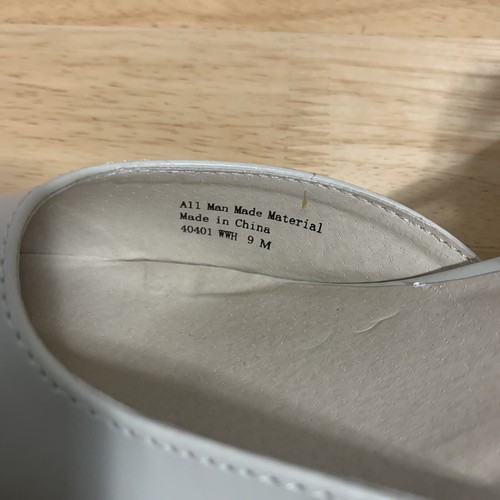 All Man Made Material
Made in China
40401 WWH 9 M